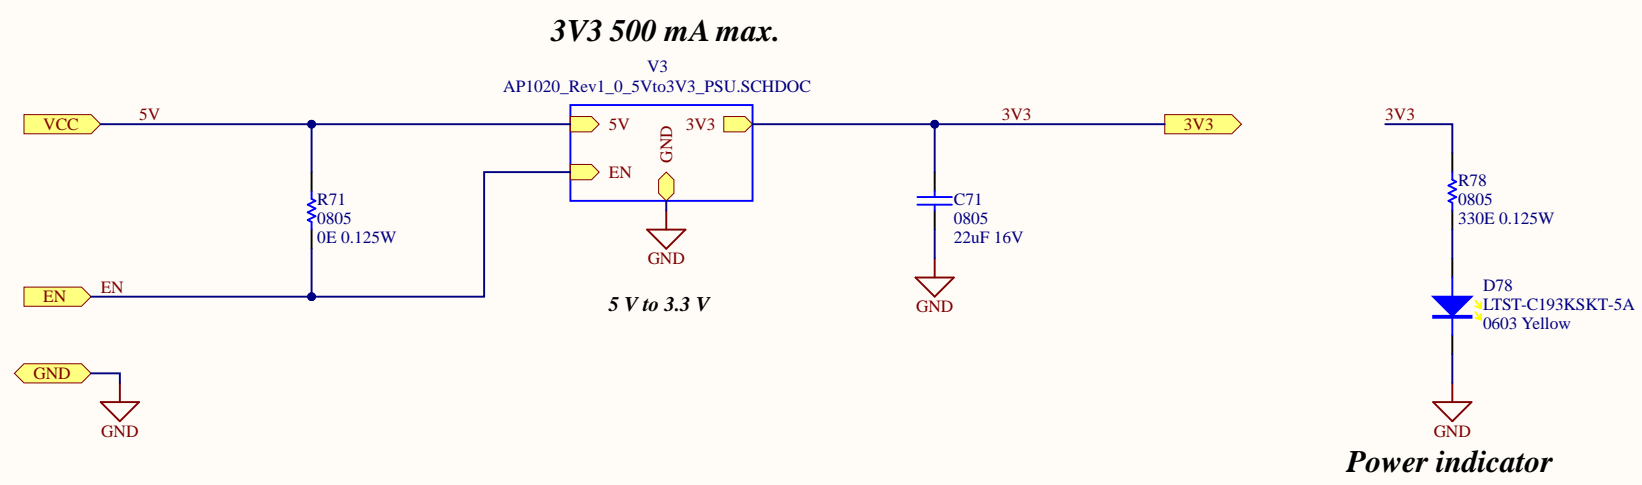 3V3 500 mA max.
V3
AP1020_Rev1_0_5Vto3V3_PSU.SCHDOC
VCC
5V
5V
3V3
GND
EN
3V3
3V3
3V3
R71
0805
0E 0.125W
C71
0805
22uF 16V
R78
0805
330E 0.125W
GND
GND
EN
EN
5 V to 3.3 V
D78
LTST-C193KSKT-5A
0603 Yellow
GND
GND
GND
Power indicator